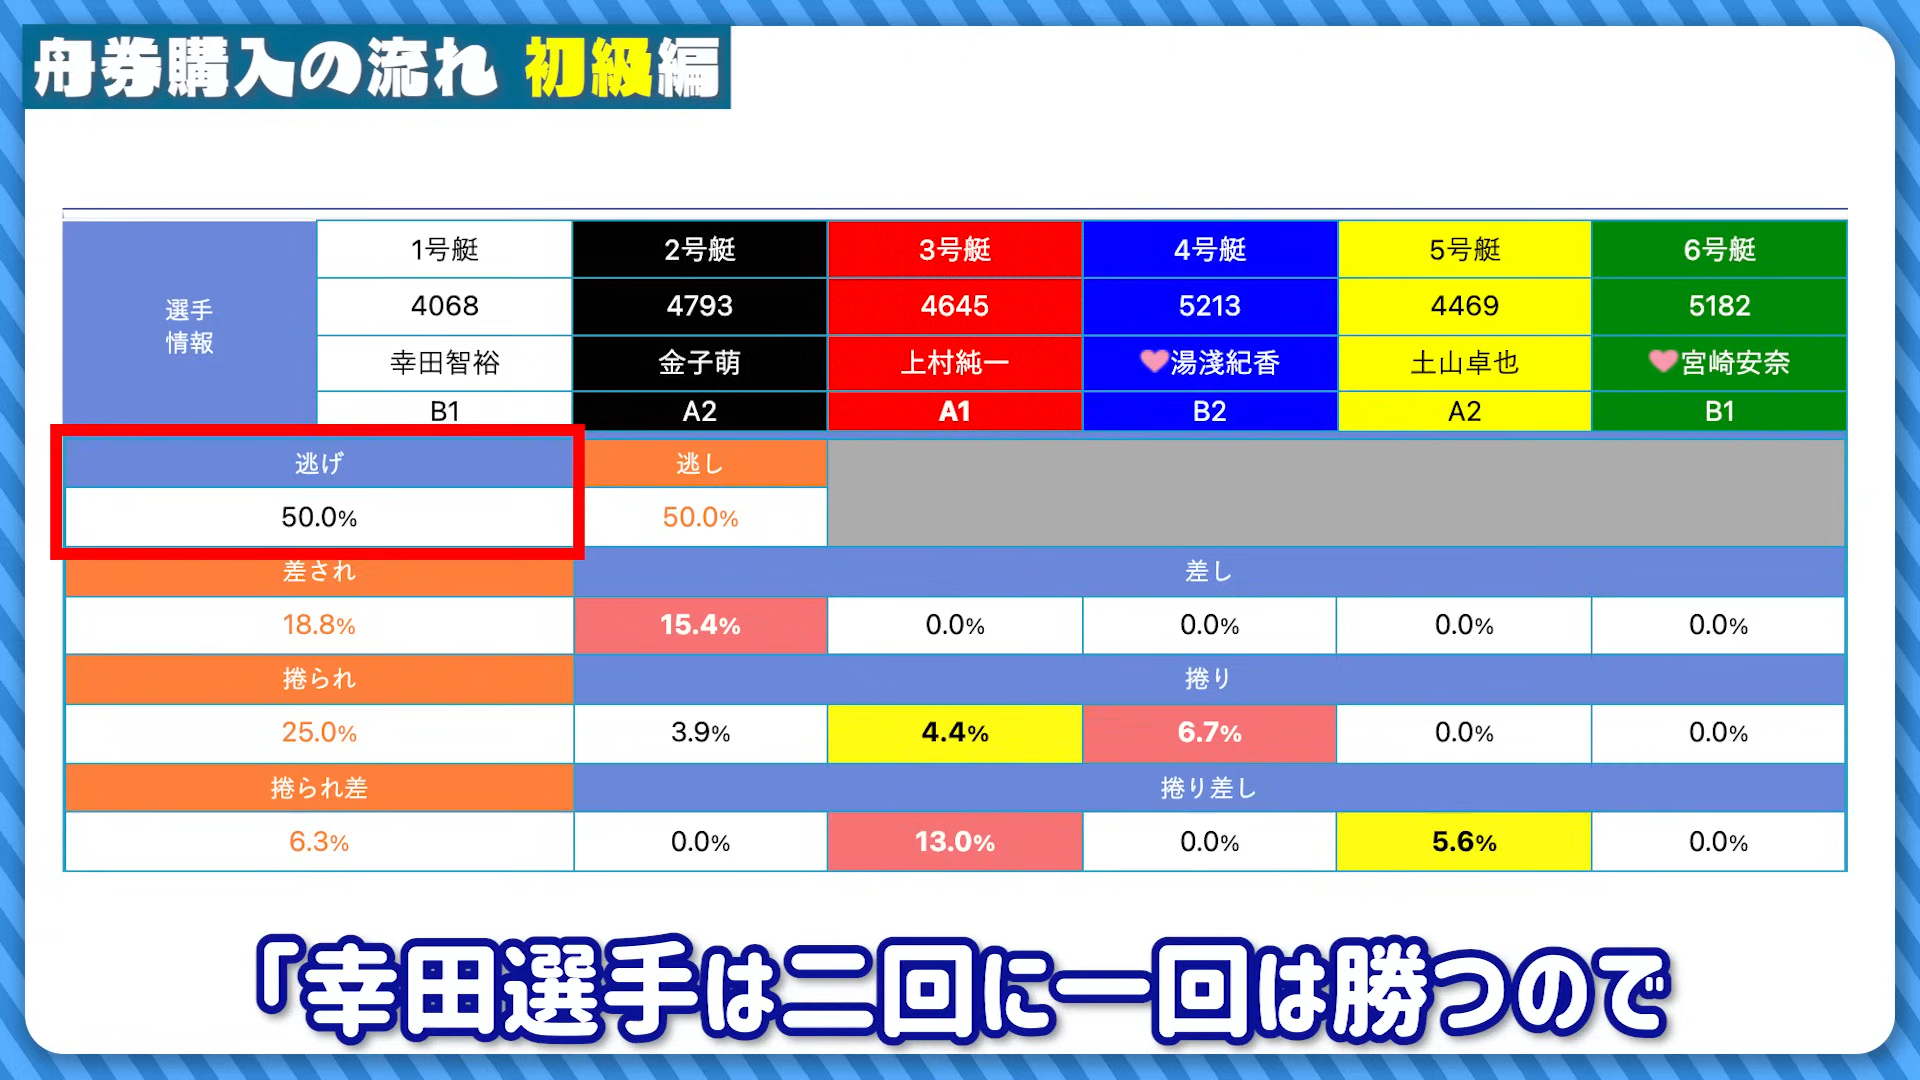 舟券購入の流れ 初級編
選手
情報
1号艇 2号艇 3号艇 4号艇 5号艇 6号艇
4068 4793 4645 5213 4469 5182
幸田智裕 金子萌 上村純一 🩷湯淺紀香 土山卓也 🩷宮崎安奈
B1 A2 A1 B2 A2 B1
逃げ 逃し
50.0% 50.0%
差され 差し
18.8% 15.4% 0.0% 0.0% 0.0% 0.0%
捲られ 捲り
25.0% 3.9% 4.4% 6.7% 0.0% 0.0%
捲られ差 捲り差し
6.3% 0.0% 13.0% 0.0% 5.6% 0.0%
「幸田選手は二回に一回は勝つので